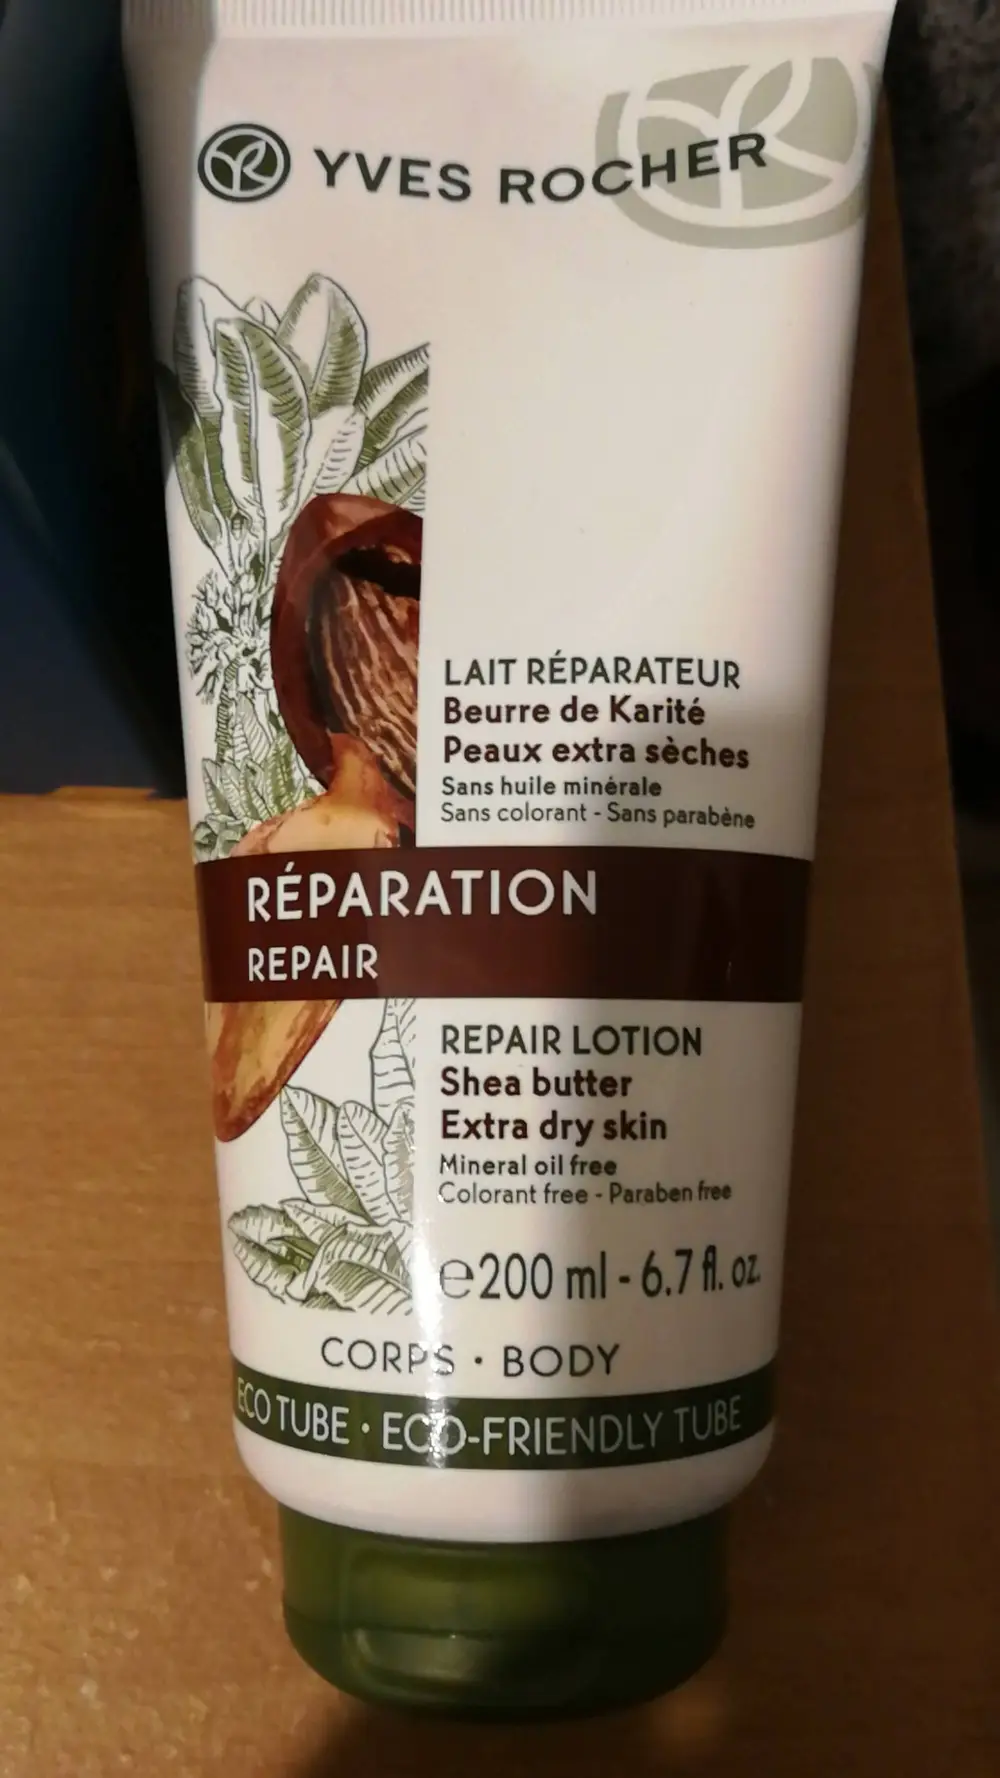 YVES ROCHER
LAIT RÉPARATEUR
Beurre de Karité
Peaux extra sèches
Sans huile minérale
Sans colorant - Sans parabène
RÉPARATION
REPAIR
REPAIR LOTION
Shea butter
Extra dry skin
Mineral oil free
Colorant free - Paraben free
℮200 ml - 6.7 fl. oz.
CORPS · BODY
ECO TUBE · ECO-FRIENDLY TUBE